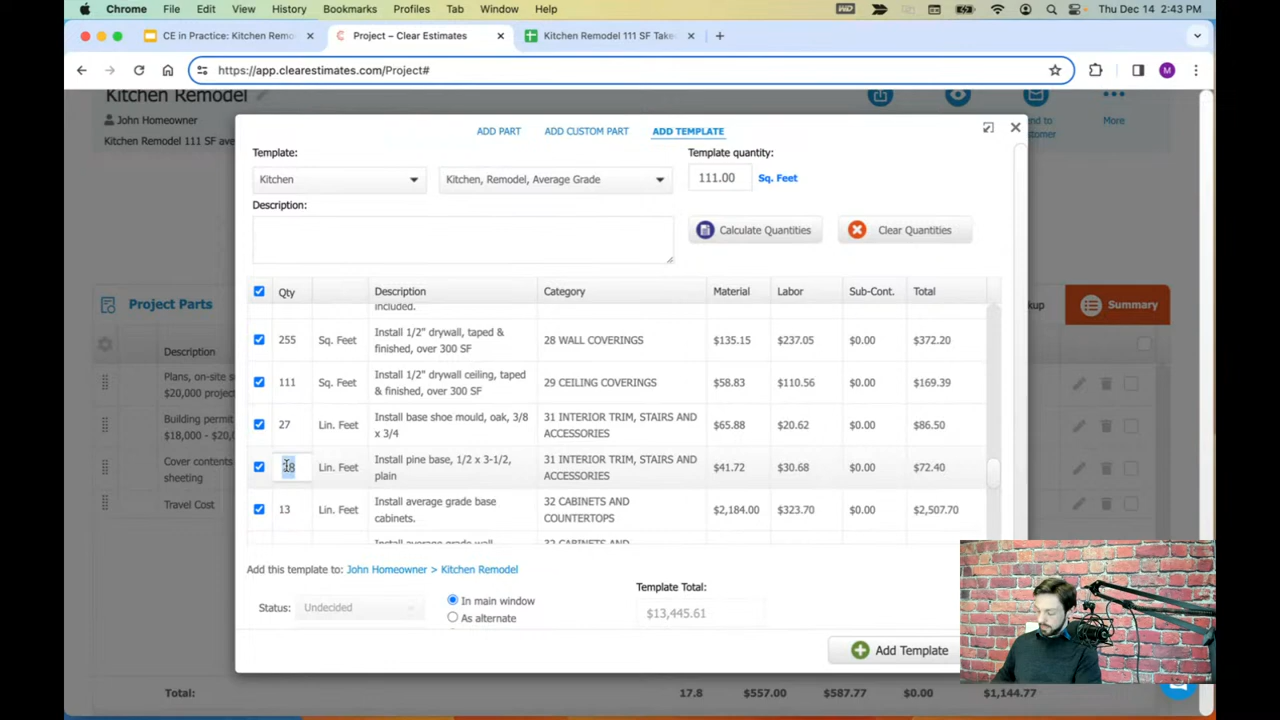 Chrome File Edit View History Bookmarks Profiles Tab Window Help Thu Dec 14 2:43 PM
CE in Practice: Kitchen Remo Project – Clear Estimates Kitchen Remodel 111 SF Take
https://app.clearestimates.com/Project#
M
Kitchen Remodel
John Homeowner
Kitchen Remodel 111 SF ave
nd to
stomer
More
ADD PART ADD CUSTOM PART ADD TEMPLATE
Template: Template quantity:
Kitchen Kitchen, Remodel, Average Grade 111.00 Sq. Feet
Description:
Calculate Quantities Clear Quantities
Project Parts
kup Summary
Description
Plans, on-site s
$20,000 project
Building permit
$18,000 - $20,0
Cover contents
sheeting
Travel Cost
Qty Description Category Material Labor Sub-Cont. Total
included.
255 Sq. Feet Install 1/2" drywall, taped & finished, over 300 SF 28 WALL COVERINGS $135.15 $237.05 $0.00 $372.20
111 Sq. Feet Install 1/2" drywall ceiling, taped & finished, over 300 SF 29 CEILING COVERINGS $58.83 $110.56 $0.00 $169.39
27 Lin. Feet Install base shoe mould, oak, 3/8 x 3/4 31 INTERIOR TRIM, STAIRS AND ACCESSORIES $65.88 $20.62 $0.00 $86.50
Lin. Feet Install pine base, 1/2 x 3-1/2, plain 31 INTERIOR TRIM, STAIRS AND ACCESSORIES $41.72 $30.68 $0.00 $72.40
13 Lin. Feet Install average grade base cabinets. 32 CABINETS AND COUNTERTOPS $2,184.00 $323.70 $0.00 $2,507.70
Install average grade wall 32 CABINETS AND
Add this template to: John Homeowner > Kitchen Remodel
Template Total:
Status: Undecided In main window $13,445.61
As alternate
Add Template
Total: 17.8 $557.00 $587.77 $0.00 $1,144.77